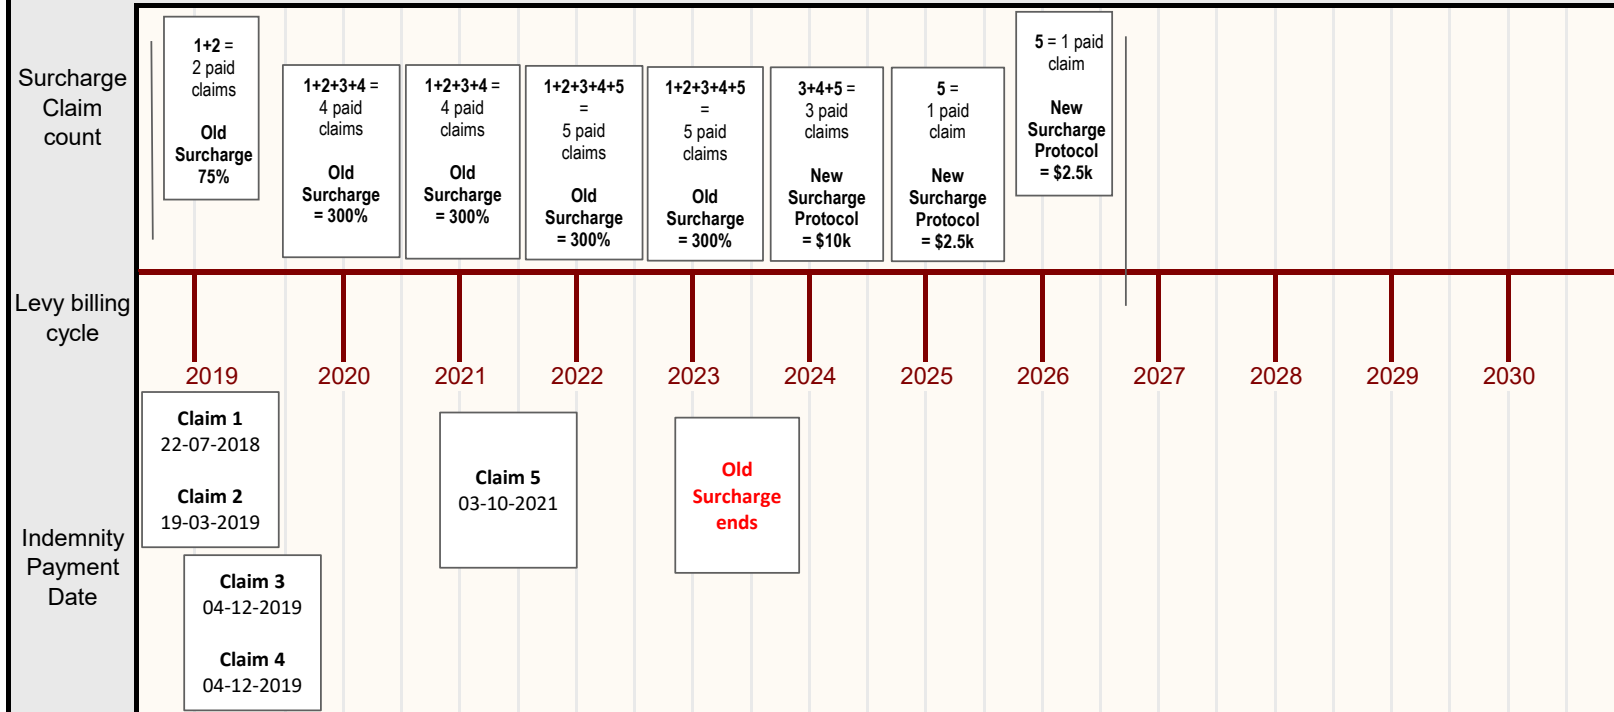 Surcharge
Claim
count
1+2 =
2 paid
claims
Old
Surcharge
75%
1+2+3+4 =
4 paid
claims
Old
Surcharge
= 300%
1+2+3+4 =
4 paid
claims
Old
Surcharge
= 300%
1+2+3+4+5
=
5 paid
claims
Old
Surcharge
= 300%
1+2+3+4+5
=
5 paid
claims
Old
Surcharge
= 300%
3+4+5 =
3 paid
claims
New
Surcharge
Protocol
= $10k
5 =
1 paid
claim
New
Surcharge
Protocol
= $2.5k
5 = 1 paid
claim
New
Surcharge
Protocol
= $2.5k
Levy billing
cycle
2019
2020
2021
2022
2023
2024
2025
2026
2027
2028
2029
2030
Indemnity
Payment
Date
Claim 1
22-07-2018
Claim 2
19-03-2019
Claim 3
04-12-2019
Claim 4
04-12-2019
Claim 5
03-10-2021
Old
Surcharge
ends